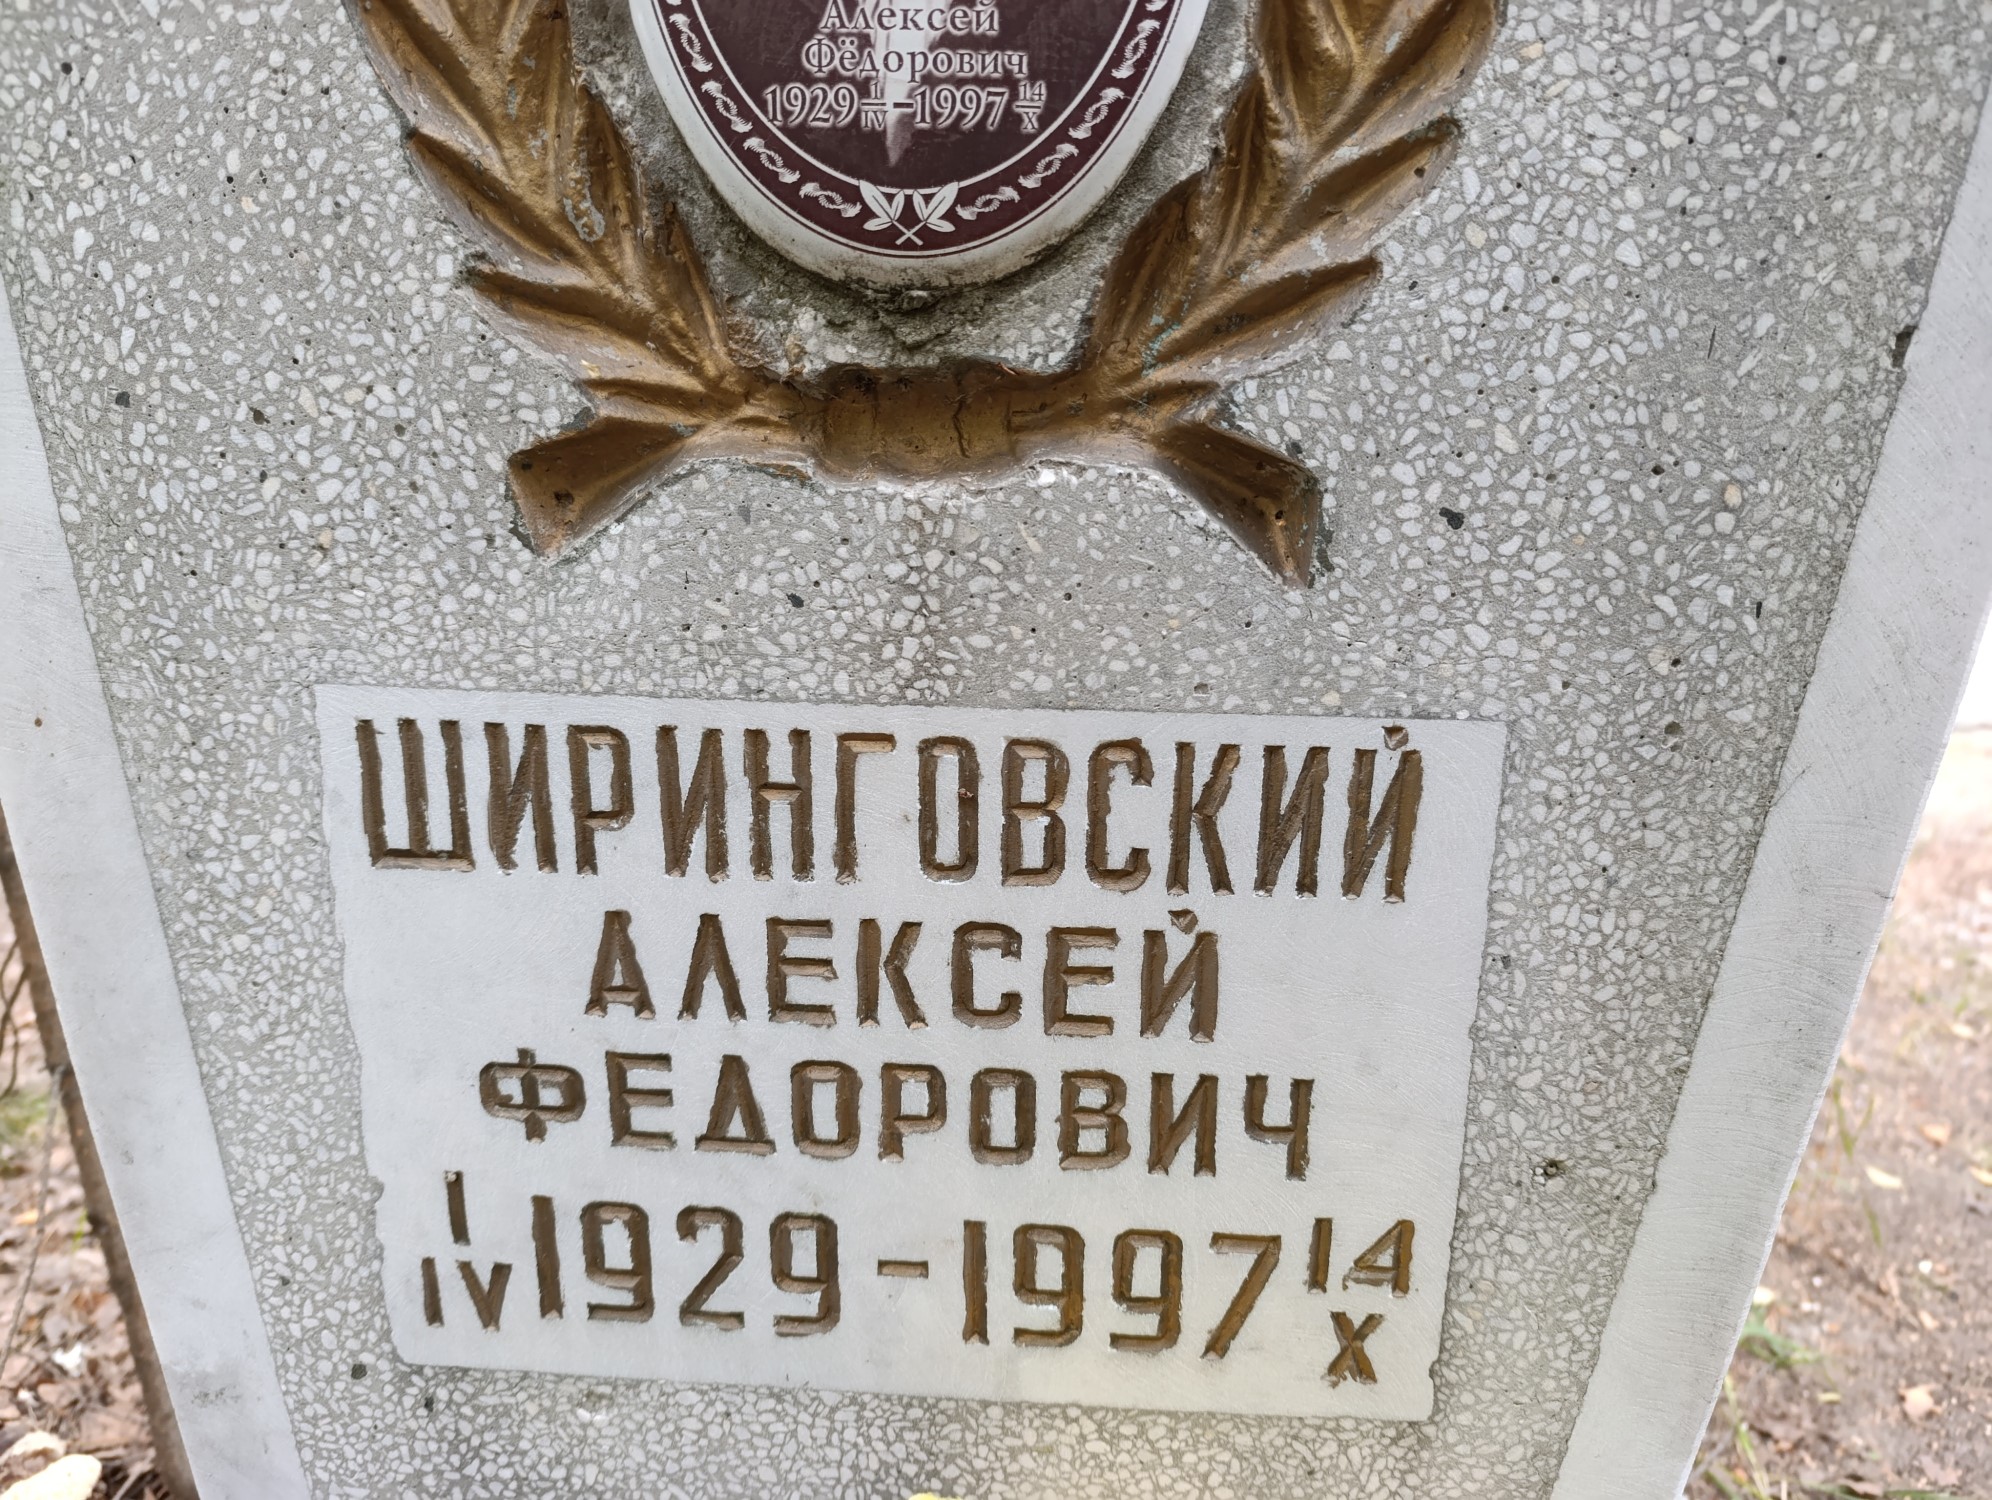 Алексей
Фёдорович
1929 1/IV – 1997 14/X
ШИРИНГОВСКИЙ
АЛЕКСЕЙ
ФЕДОРОВИЧ
I/IV 1929 – 1997 14/X